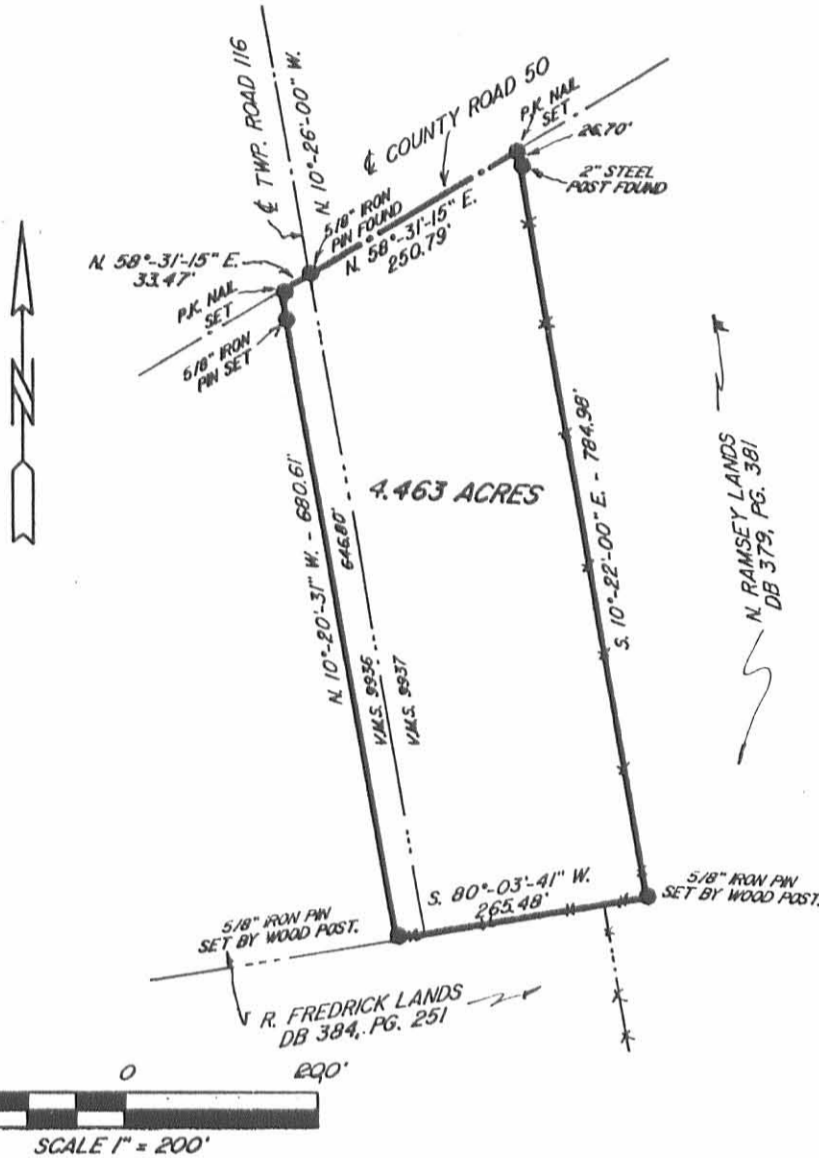 ℄ TWP. ROAD 116
N. 10°-26'-00" W.
℄ COUNTY ROAD 50
P.K. NAIL
SET
26.70'
2" STEEL
POST FOUND
5/8" IRON
PIN FOUND
N. 58°-31'-15" E.
250.79'
N. 58°-31'-15" E.
33.47'
P.K. NAIL
SET
5/8" IRON
PIN SET
N
4.463 ACRES
N. 10°-20'-31" W. - 680.61'
646.80'
V.M.S. 9936
V.M.S. 9937
S. 10°-22'-00" E. - 784.98'
N. RAMSEY LANDS
DB 379, PG. 381
S. 80°-03'-41" W.
265.48'
5/8" IRON PIN
SET BY WOOD POST.
5/8" IRON PIN
SET BY WOOD POST.
R. FREDRICK LANDS
DB 384, PG. 251
0 200'
SCALE 1" = 200'